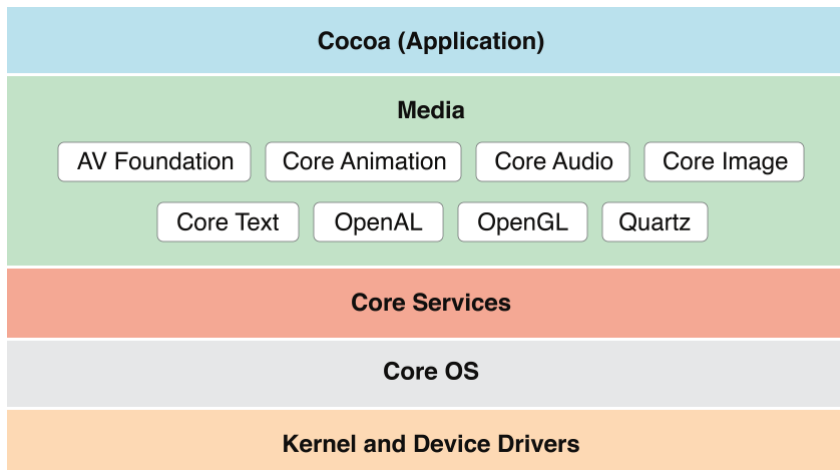 Cocoa (Application)
Media
AV Foundation Core Animation Core Audio Core Image
Core Text OpenAL OpenGL Quartz
Core Services
Core OS
Kernel and Device Drivers